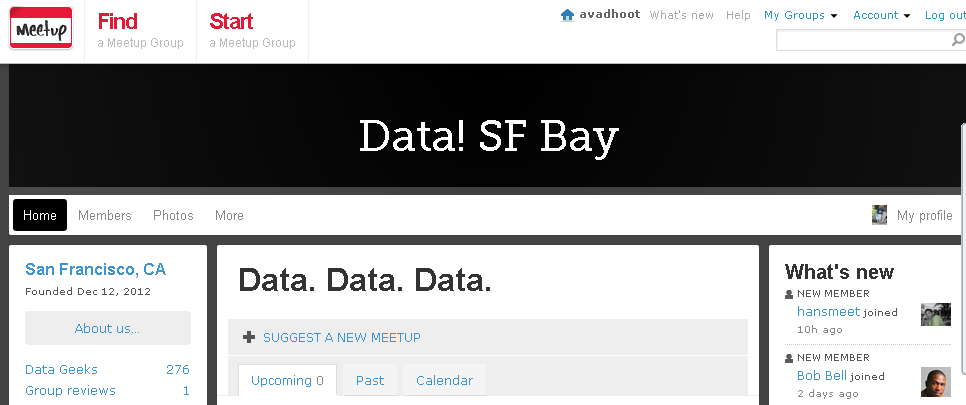 Meetup
Find
a Meetup Group
Start
a Meetup Group
avadhoot What's new Help My Groups Account Log out
Data! SF Bay
Home Members Photos More My profile
San Francisco, CA
Founded Dec 12, 2012
About us...
Data Geeks 276
Group reviews 1
Data. Data. Data.
SUGGEST A NEW MEETUP
Upcoming 0 Past Calendar
What's new
NEW MEMBER
hansmeet joined
10h ago
NEW MEMBER
Bob Bell joined
2 days ago